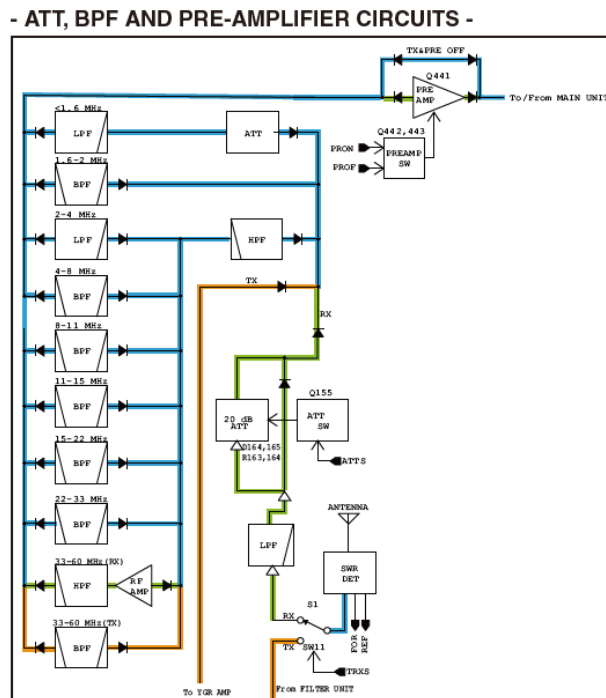 - ATT, BPF AND PRE-AMPLIFIER CIRCUITS -
TX&PRE OFF
Q441
PRE
AMP
To/From MAIN UNIT
<1.6 MHz
LPF
ATT
Q442,443
PRON
PROF
PREAMP
SW
1.6-2 MHz
BPF
2-4 MHz
LPF
HPF
4-8 MHz
BPF
TX
RX
8-11 MHz
BPF
11-15 MHz
BPF
20 dB
ATT
Q155
ATT
SW
D164,165
R163,164
ATTS
15-22 MHz
BPF
22-33 MHz
BPF
LPF
ANTENNA
SWR
DET
33-60 MHz(RX)
HPF
RF
AMP
S1
RX
FOR
REF
33-60 MHz(TX)
BPF
TX
SW11
TRXS
To YGR AMP
From FILTER UNIT